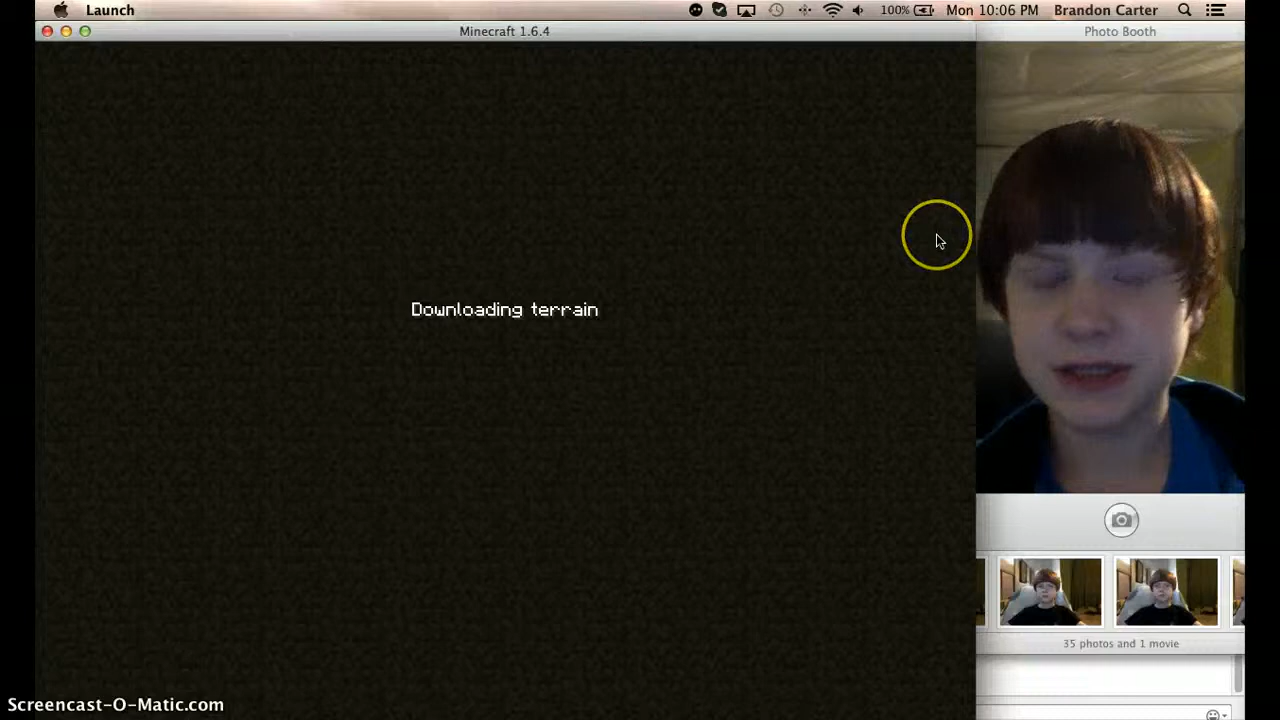 Launch
100%
Mon 10:06 PM
Brandon Carter
Minecraft 1.6.4
Photo Booth
Downloading terrain
35 photos and 1 movie
Screencast-O-Matic.com